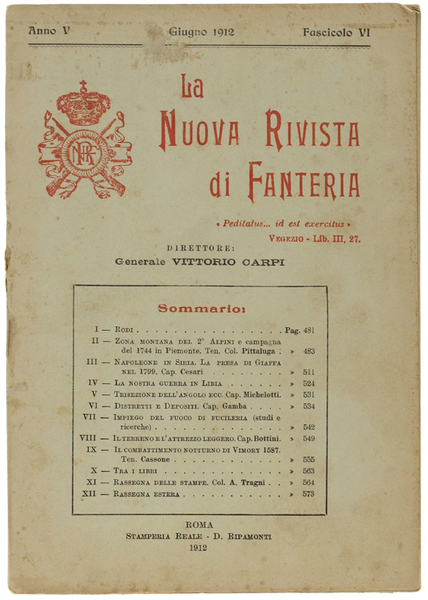 Anno V Giugno 1912 Fascicolo VI
La
NUOVA RIVISTA
di FANTERIA
« Peditatus... id est exercitus »
VEGEZIO - Lib. III, 27.
DIRETTORE:
Generale VITTORIO CARPI
Sommario:
I — RODI . . . . . . . . . . . . . . Pag. 481
II — ZONA MONTANA DEL 2° ALPINI e campagna
del 1744 in Piemonte. Ten. Col. Pittaluga . » 483
III — NAPOLEONE IN SIRIA. LA PRESA DI GIAFFA
NEL 1799. Cap. Cesari . . . . . . . » 511
IV — LA NOSTRA GUERRA IN LIBIA . . . . . » 524
V — TRISEZIONE DELL'ANGOLO ECC. Cap. Michelotti. » 531
VI — DISTRETTI E DEPOSITI. Cap. Gamba . . . » 534
VII — IMPIEGO DEL FUOCO DI FUCILERIA (studi e
ricerche) . . . . . . . . . . . . » 542
VIII — IL TERRENO E L'ATTREZZO LEGGERO. Cap. Bottini. » 549
IX — IL COMBATTIMENTO NOTTURNO DI VIMORY 1587.
Ten. Cassone . . . . . . . . . . . » 555
X — TRA I LIBRI . . . . . . . . . . . » 563
XI — RASSEGNA DELLE STAMPE. Col. A. Tragni . . » 564
XII — RASSEGNA ESTERA . . . . . . . . . » 573
ROMA
STAMPERIA REALE - D. RIPAMONTI
1912